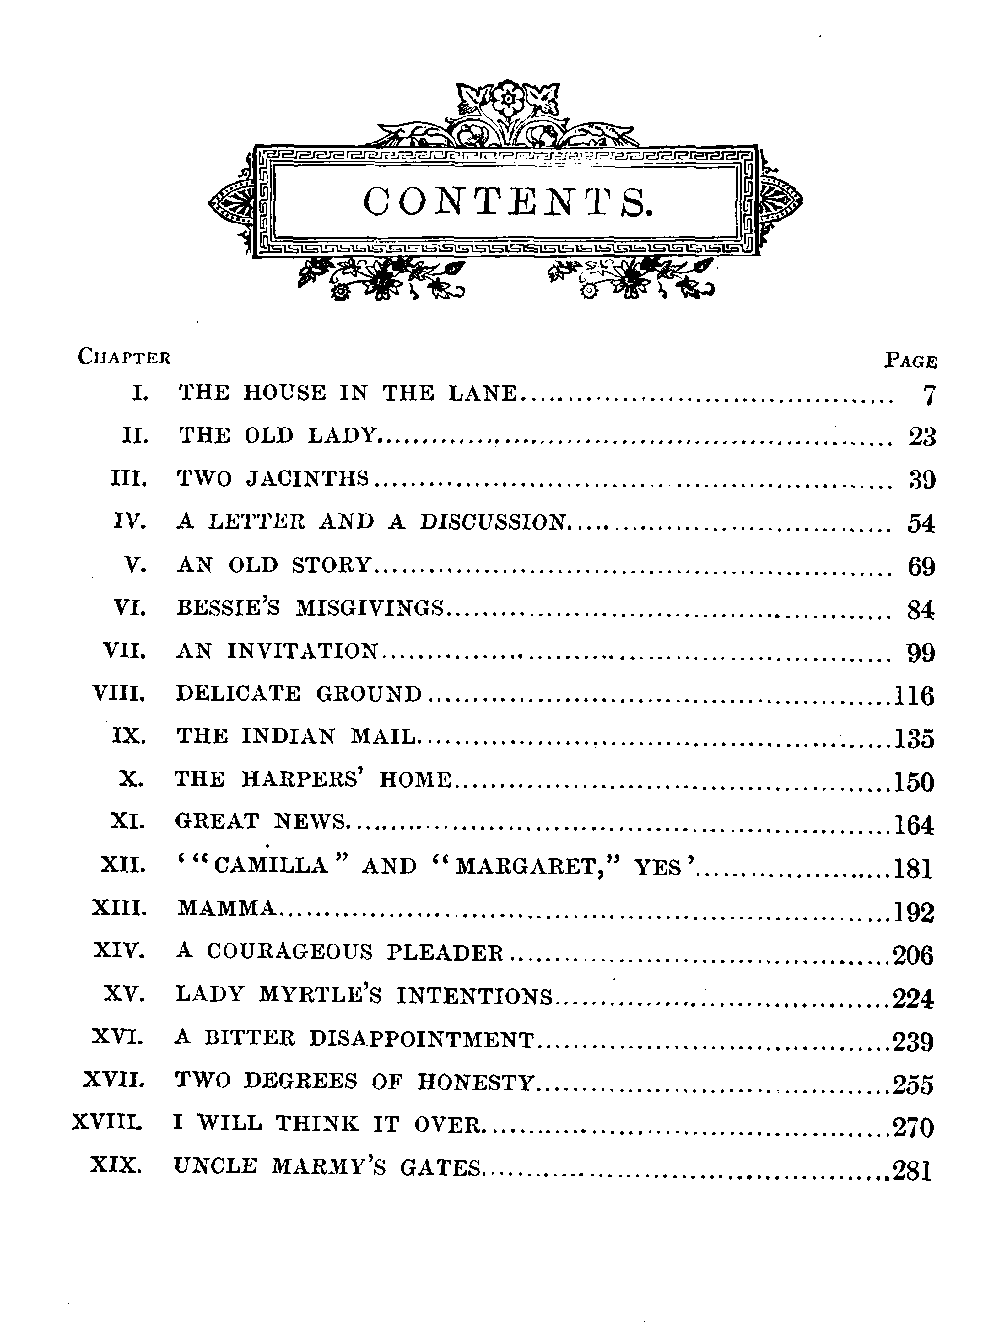 CONTENTS.
CHAPTER PAGE
I. THE HOUSE IN THE LANE........................................ 7
II. THE OLD LADY........................................................ 23
III. TWO JACINTHS........................................................ 39
IV. A LETTER AND A DISCUSSION.................................. 54
V. AN OLD STORY........................................................ 69
VI. BESSIE'S MISGIVINGS................................................ 84
VII. AN INVITATION........................................................ 99
VIII. DELICATE GROUND..................................................116
IX. THE INDIAN MAIL...................................................135
X. THE HARPERS' HOME...............................................150
XI. GREAT NEWS...........................................................164
XII. ‘“CAMILLA” AND “MARGARET,” YES’.....................181
XIII. MAMMA..................................................................192
XIV. A COURAGEOUS PLEADER.........................................206
XV. LADY MYRTLE'S INTENTIONS....................................224
XVI. A BITTER DISAPPOINTMENT......................................239
XVII. TWO DEGREES OF HONESTY......................................255
XVIII. I WILL THINK IT OVER............................................270
XIX. UNCLE MARMY'S GATES............................................281